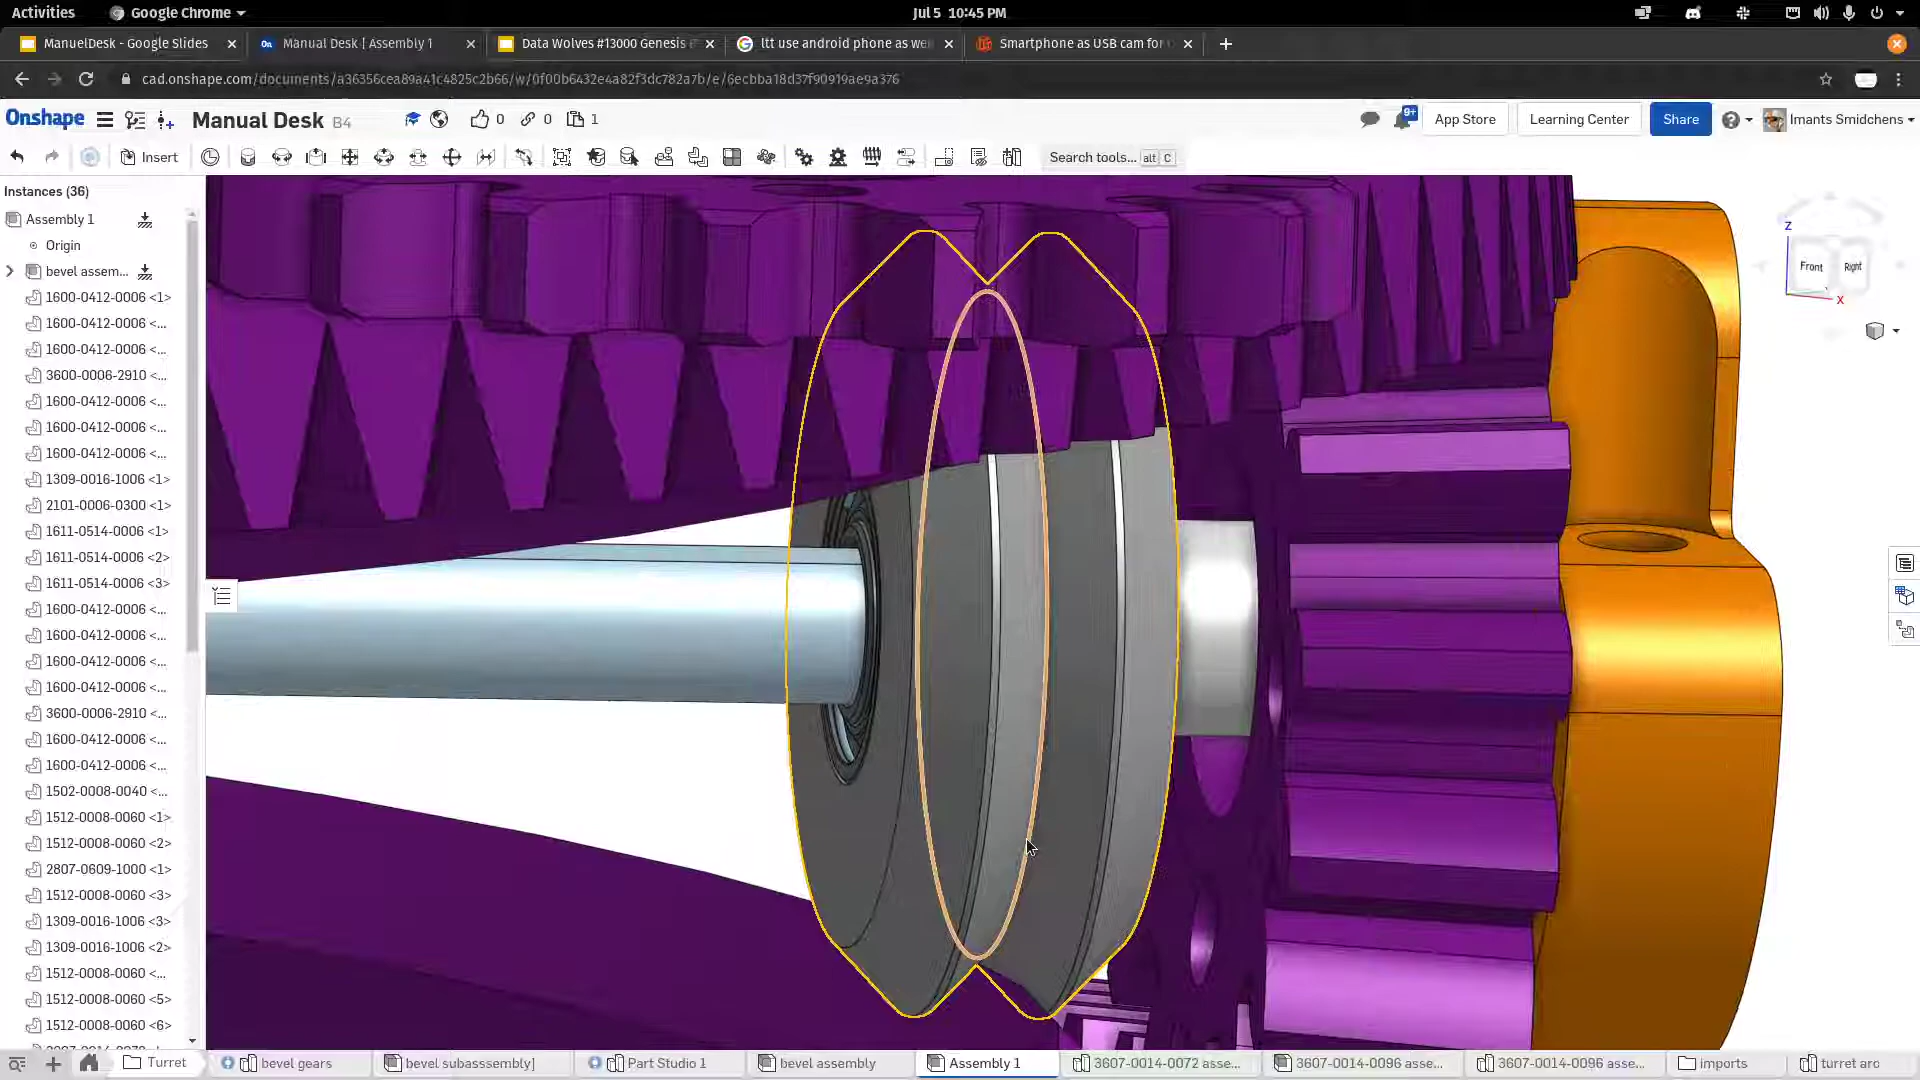 Activities
Google Chrome
Jul 5 10:45 PM
ManuelDesk - Google Slides
Manual Desk | Assembly 1
Data Wolves #13000 Genesis
ltt use android phone as we
Smartphone as USB cam for
cad.onshape.com/documents/a36356cea89a41c4825c2b66/w/0f00b6432e4a82f3dc782a7b/e/6ecbba18d37f90919ae9a376
Onshape
Manual Desk B4
0
0
1
9+
App Store
Learning Center
Share
Imants Smidchens
Insert
Search tools... alt C
Instances (36)
Assembly 1
Origin
bevel assem...
1600-0412-0006 <1>
1600-0412-0006 <...
1600-0412-0006 <...
3600-0006-2910 <...
1600-0412-0006 <...
1600-0412-0006 <...
1600-0412-0006 <...
1309-0016-1006 <1>
2101-0006-0300 <1>
1611-0514-0006 <1>
1611-0514-0006 <2>
1611-0514-0006 <3>
1600-0412-0006 <...
1600-0412-0006 <...
1600-0412-0006 <...
1600-0412-0006 <...
3600-0006-2910 <...
1600-0412-0006 <...
1600-0412-0006 <...
1502-0008-0040 <...
1512-0008-0060 <1>
1512-0008-0060 <2>
2807-0609-1000 <1>
1512-0008-0060 <3>
1309-0016-1006 <3>
1309-0016-1006 <2>
1512-0008-0060 <...
1512-0008-0060 <5>
1512-0008-0060 <6>
Z
Front
Right
X
Turret
bevel gears
bevel subasssembly]
Part Studio 1
bevel assembly
Assembly 1
3607-0014-0072 asse...
3607-0014-0096 asse...
3607-0014-0096 asse...
imports
turret arc